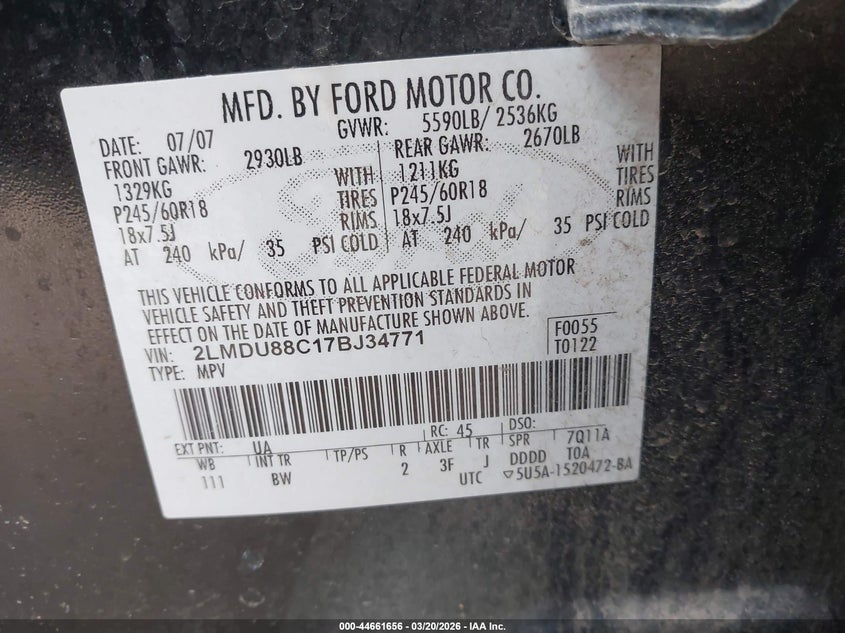 MFD. BY FORD MOTOR CO.
DATE: 07/07 GVWR: 5590LB/ 2536KG
FRONT GAWR: 2930LB REAR GAWR: 2670LB
1329KG WITH 1211KG WITH
P245/60R18 TIRES P245/60R18 TIRES
18x7.5J RIMS 18x7.5J RIMS
AT 240 kPa/ 35 PSI COLD AT 240 kPa/ 35 PSI COLD
THIS VEHICLE CONFORMS TO ALL APPLICABLE FEDERAL MOTOR
VEHICLE SAFETY AND THEFT PREVENTION STANDARDS IN
EFFECT ON THE DATE OF MANUFACTURE SHOWN ABOVE.
VIN: 2LMDU88C17BJ34771 F0055
TYPE: MPV T0122
EXT PNT: UA RC: 45 DSO:
WB INT TR TP/PS R AXLE TR SPR 7Q11A
111 BW 2 3F J DDDD T0A
UTC ▽5U5A-1520472-BA
000-44661656 - 03/20/2026 - IAA Inc.